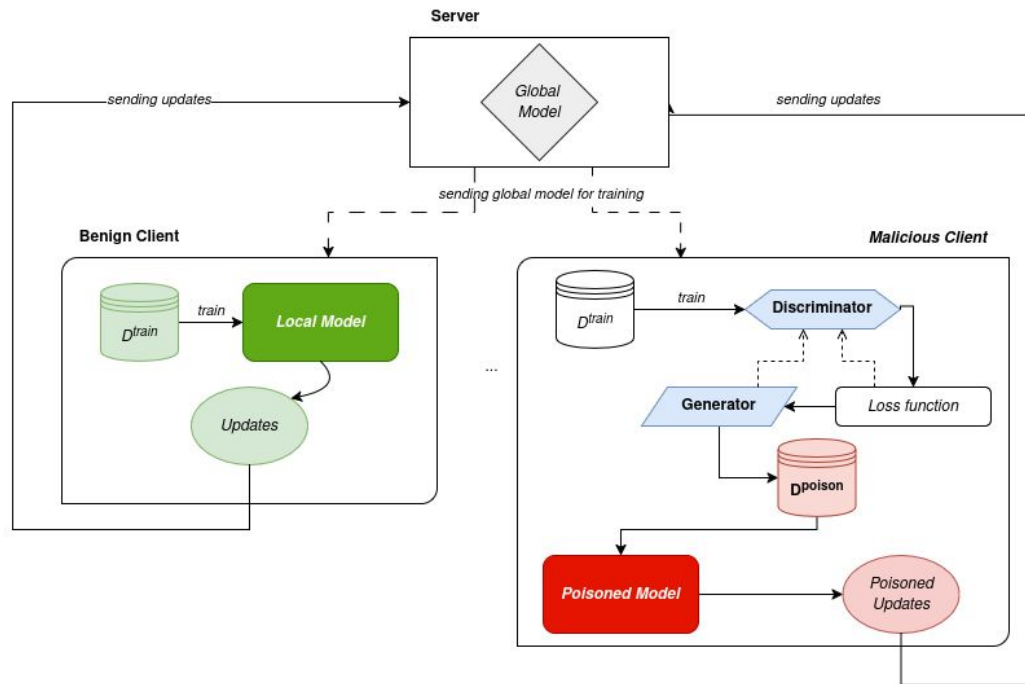 Server
Global
Model
sending updates
sending updates
sending global model for training
Benign Client
Malicious Client
Dtrain
train
Local Model
Updates
...
Dtrain
train
Discriminator
Generator
Loss function
Dpoison
Poisoned Model
Poisoned
Updates